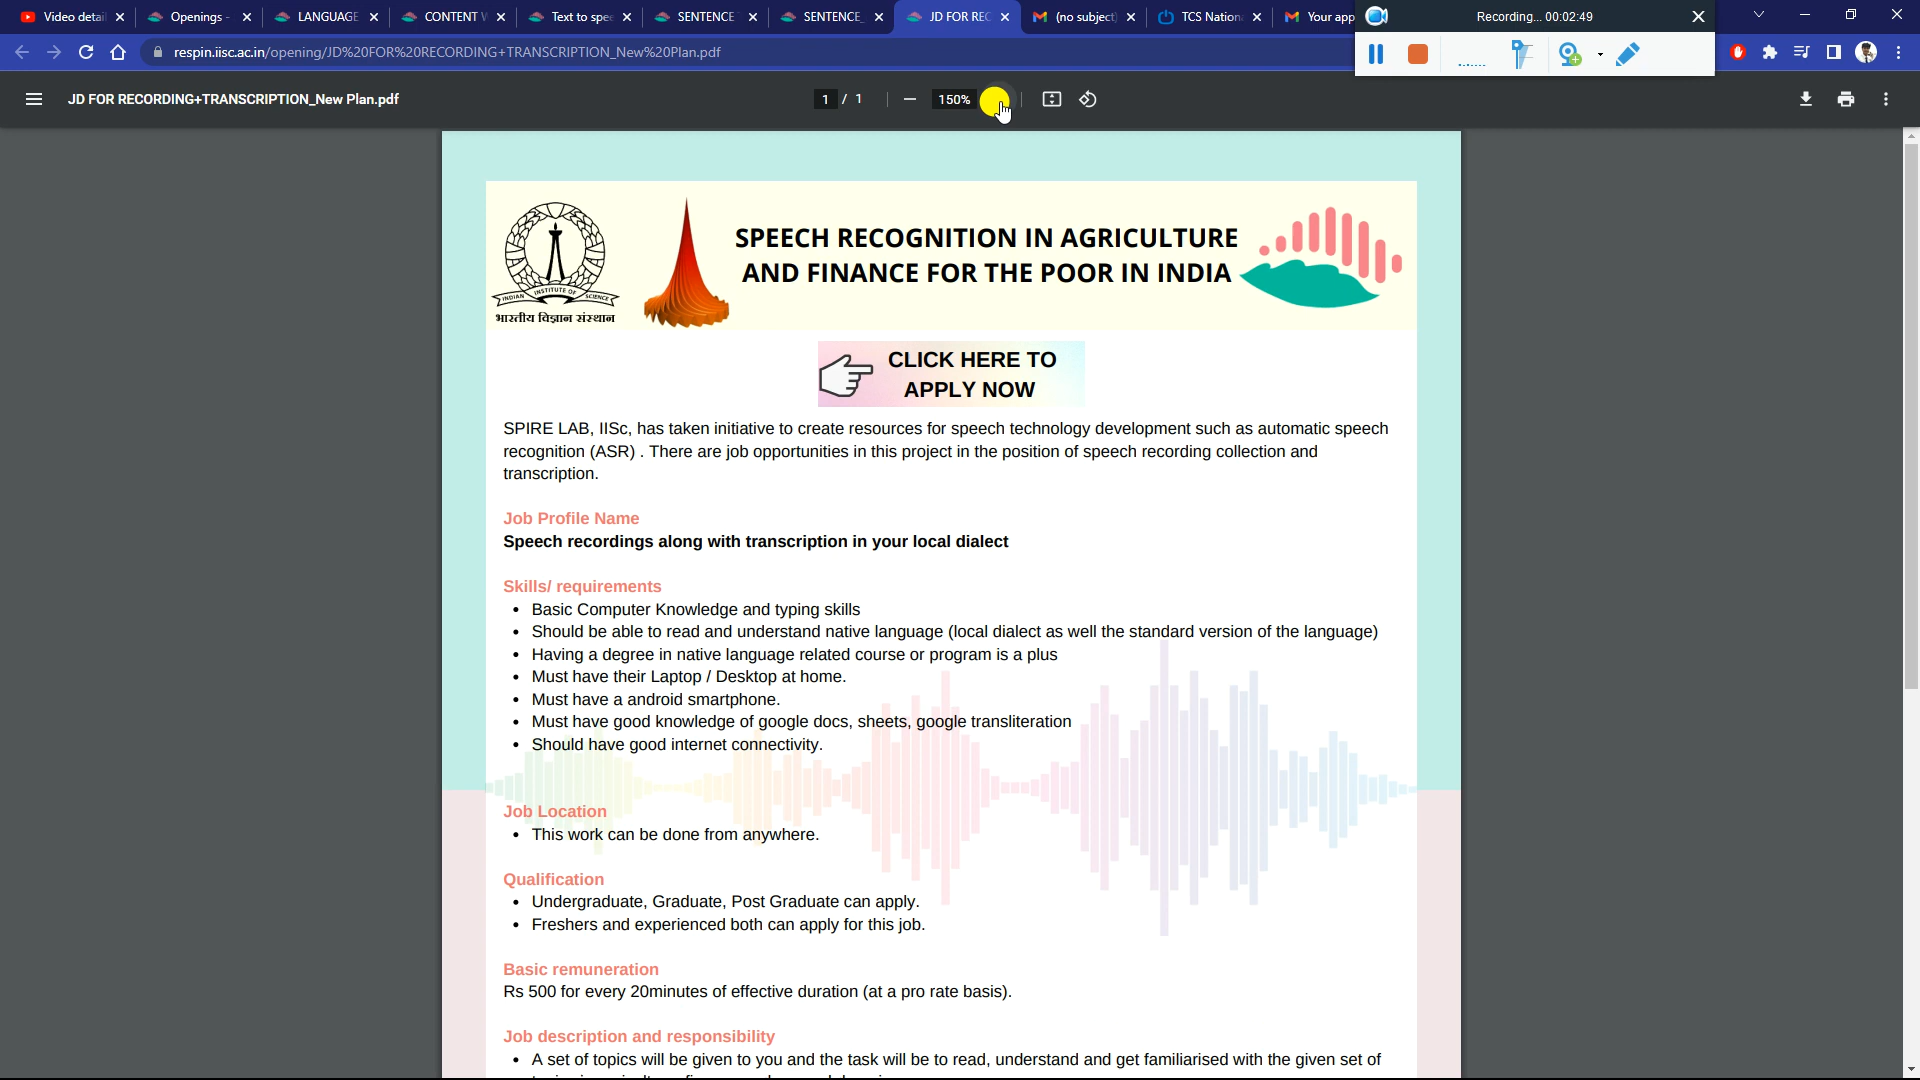 Video detai
Openings -
LANGUAGE
CONTENT W
Text to spee
SENTENCE
SENTENCE_
JD FOR REC
(no subject)
TCS Nationa
Your app
Recording... 00:02:49
respin.iisc.ac.in/opening/JD%20FOR%20RECORDING+TRANSCRIPTION_New%20Plan.pdf
JD FOR RECORDING+TRANSCRIPTION_New Plan.pdf
1 / 1
150%
SPEECH RECOGNITION IN AGRICULTURE
AND FINANCE FOR THE POOR IN INDIA
INDIAN INSTITUTE OF SCIENCE
भारतीय विज्ञान संस्थान
CLICK HERE TO
APPLY NOW
SPIRE LAB, IISc, has taken initiative to create resources for speech technology development such as automatic speech
recognition (ASR) . There are job opportunities in this project in the position of speech recording collection and
transcription.
Job Profile Name
Speech recordings along with transcription in your local dialect
Skills/ requirements
• Basic Computer Knowledge and typing skills
• Should be able to read and understand native language (local dialect as well the standard version of the language)
• Having a degree in native language related course or program is a plus
• Must have their Laptop / Desktop at home.
• Must have a android smartphone.
• Must have good knowledge of google docs, sheets, google transliteration
• Should have good internet connectivity.
Job Location
• This work can be done from anywhere.
Qualification
• Undergraduate, Graduate, Post Graduate can apply.
• Freshers and experienced both can apply for this job.
Basic remuneration
Rs 500 for every 20minutes of effective duration (at a pro rate basis).
Job description and responsibility
• A set of topics will be given to you and the task will be to read, understand and get familiarised with the given set of